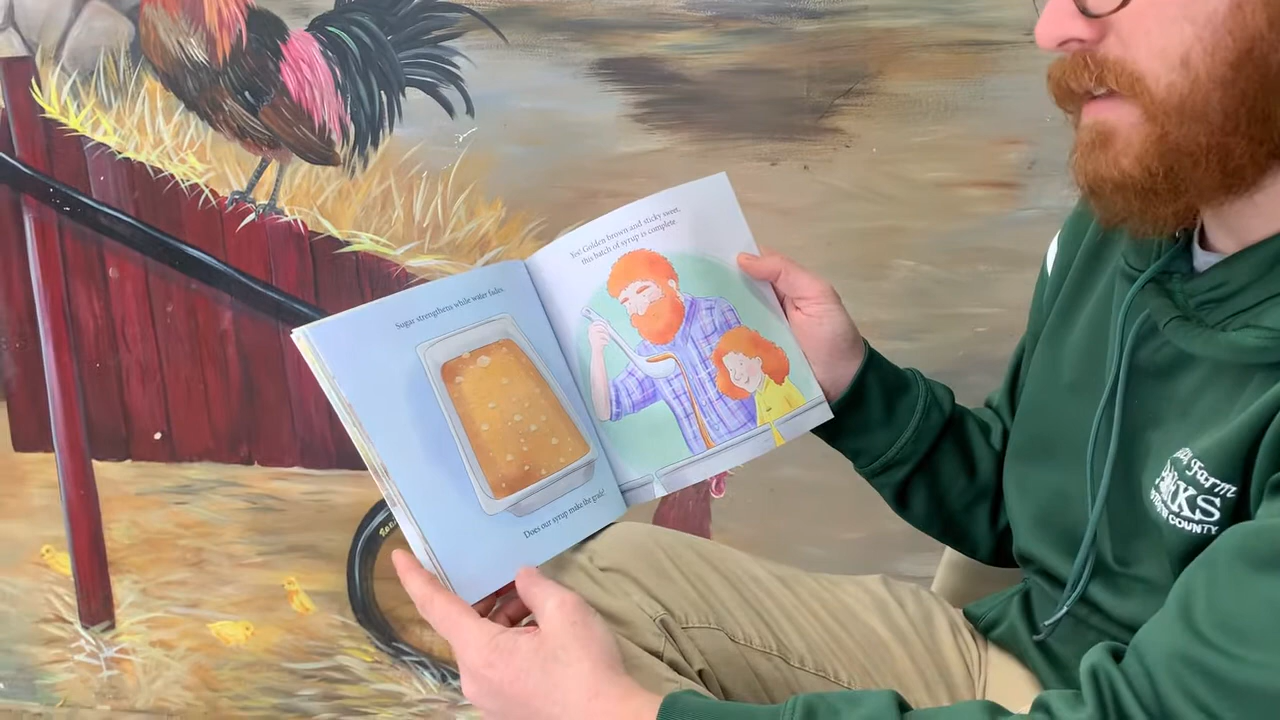 Sugar strengthens while water fades.
Does our syrup make the grade?
Yes! Golden brown and sticky sweet,
this batch of syrup is complete.
Farm
PARKS
COUNTY